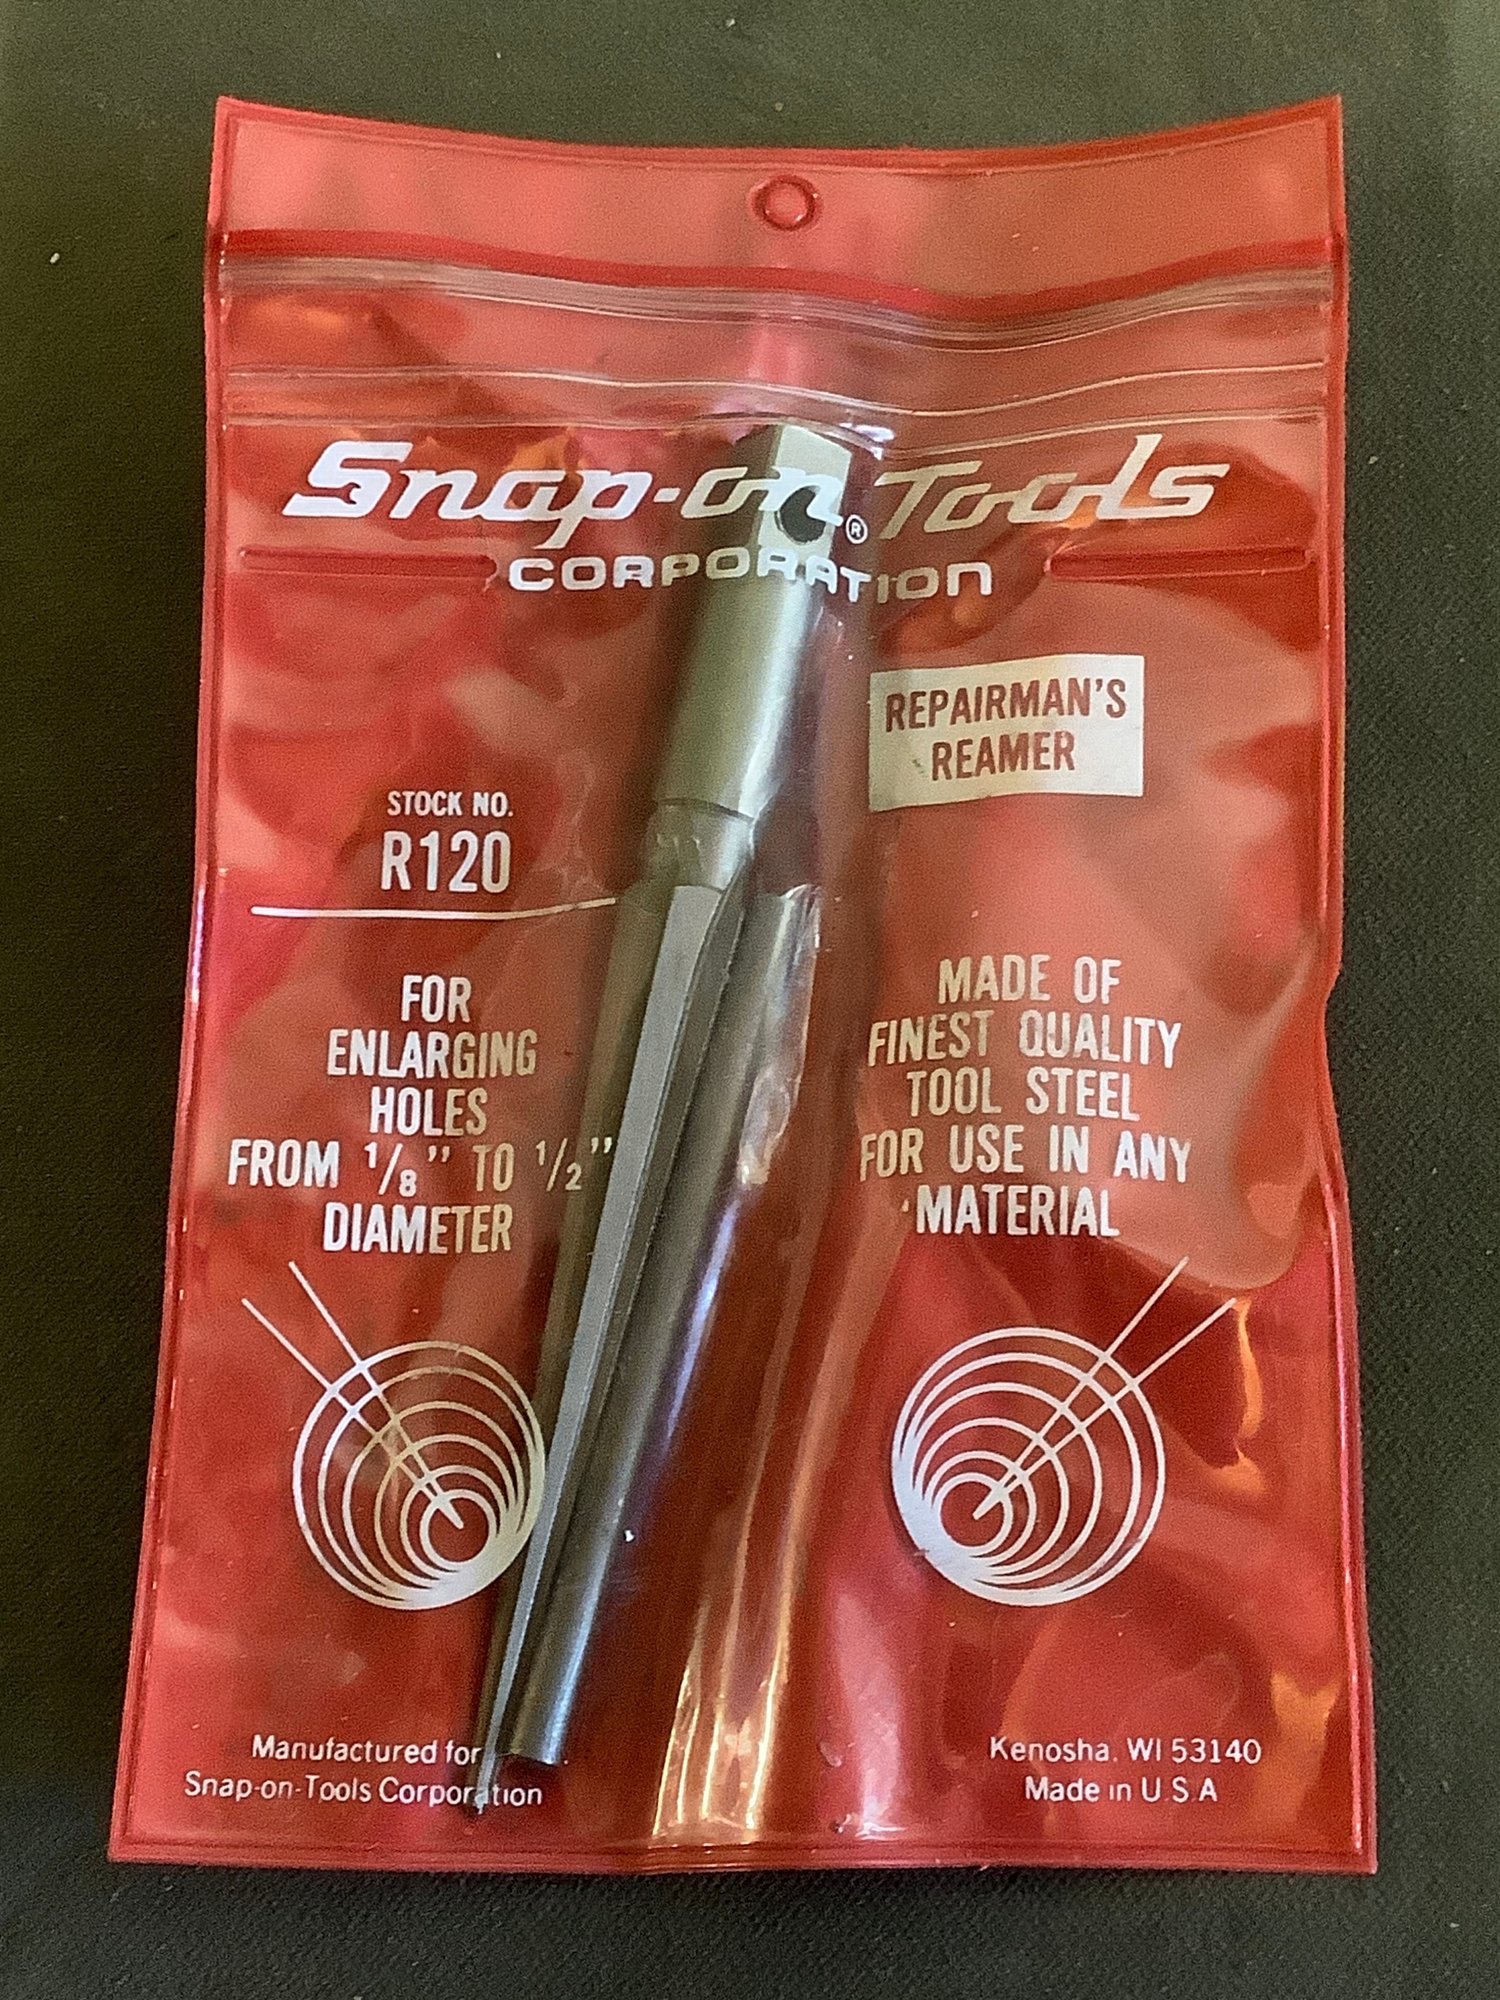 Snap-on® Tools
CORPORATION
REPAIRMAN'S
REAMER
STOCK NO.
R120
FOR
ENLARGING
HOLES
FROM 1/8" TO 1/2"
DIAMETER
MADE OF
FINEST QUALITY
TOOL STEEL
FOR USE IN ANY
MATERIAL
Manufactured for
Snap-on-Tools Corporation
Kenosha, WI 53140
Made in U.S.A